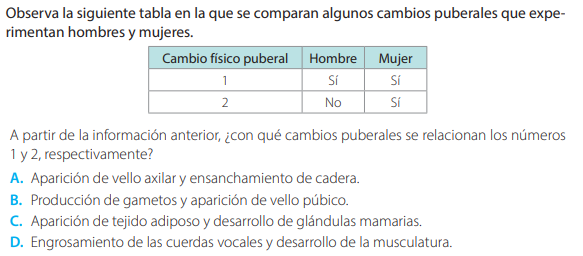 Observa la siguiente tabla en la que se comparan algunos cambios puberales que expe-
rimentan hombres y mujeres.
Cambio físico puberal Hombre Mujer
1 Sí Sí
2 No Sí
A partir de la información anterior, ¿con qué cambios puberales se relacionan los números
1 y 2, respectivamente?
A. Aparición de vello axilar y ensanchamiento de cadera.
B. Producción de gametos y aparición de vello púbico.
C. Aparición de tejido adiposo y desarrollo de glándulas mamarias.
D. Engrosamiento de las cuerdas vocales y desarrollo de la musculatura.